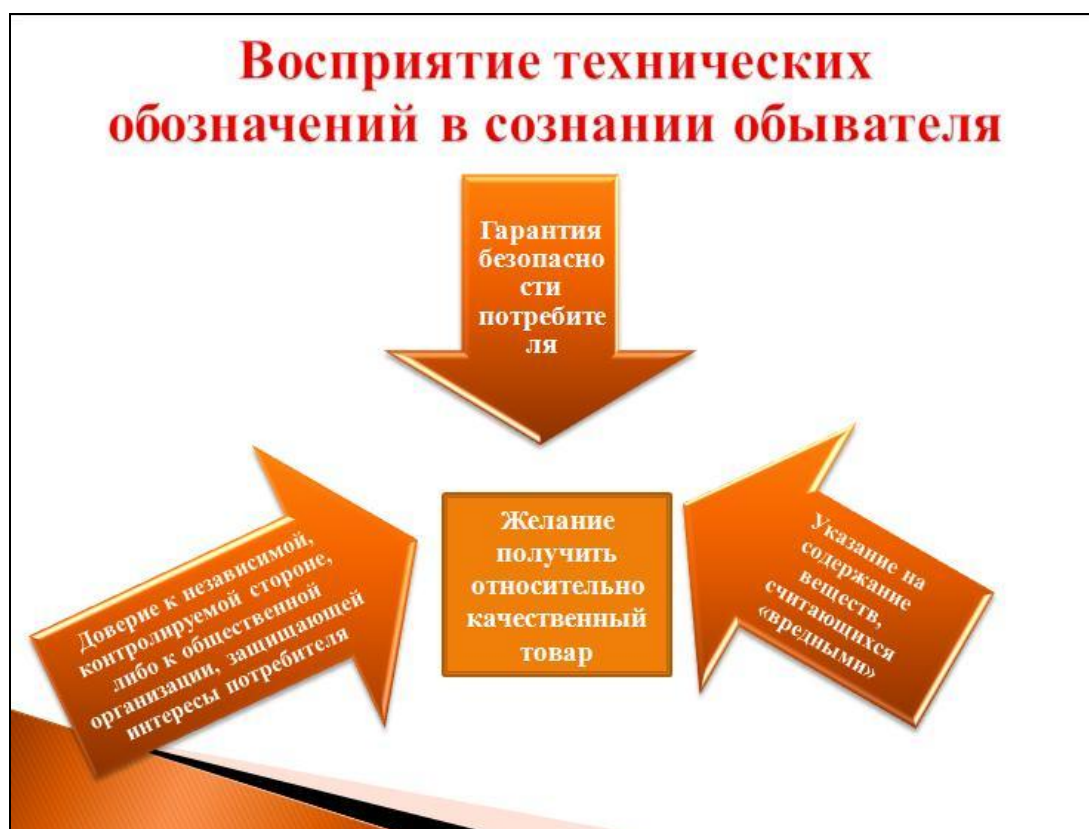 Восприятие технических
обозначений в сознании обывателя
Гарантия
безопасно
сти
потребите
ля
Доверие к независимой,
контролируемой стороне,
либо к общественной
организации, защищающей
интересы потребителя
Желание
получить
относительно
качественный
товар
Указание на
содержание
веществ,
считающихся
«вредными»